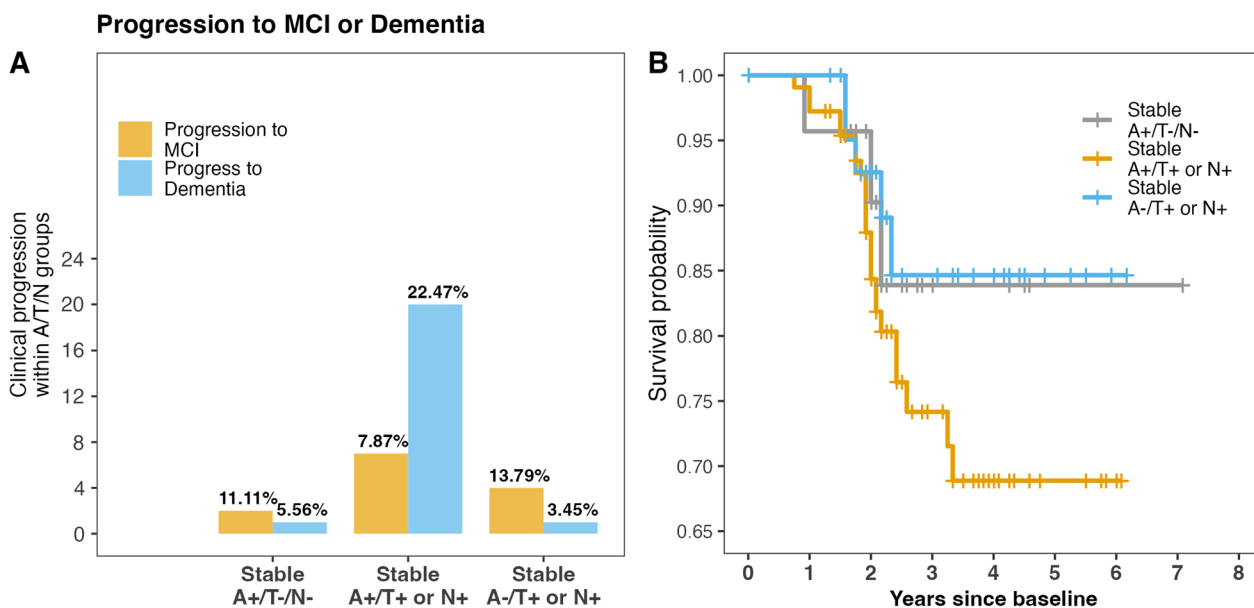 Progression to MCI or Dementia
A
Clinical progression
within A/T/N groups
24
20
16
12
8
4
0
Progression to
MCI
Progress to
Dementia
11.11%
5.56%
7.87%
22.47%
13.79%
3.45%
Stable
A+/T-/N-
Stable
A+/T+ or N+
Stable
A-/T+ or N+
B
Survival probability
1.00
0.95
0.90
0.85
0.80
0.75
0.70
0.65
Stable
A+/T-/N-
Stable
A+/T+ or N+
Stable
A-/T+ or N+
0 1 2 3 4 5 6 7 8
Years since baseline